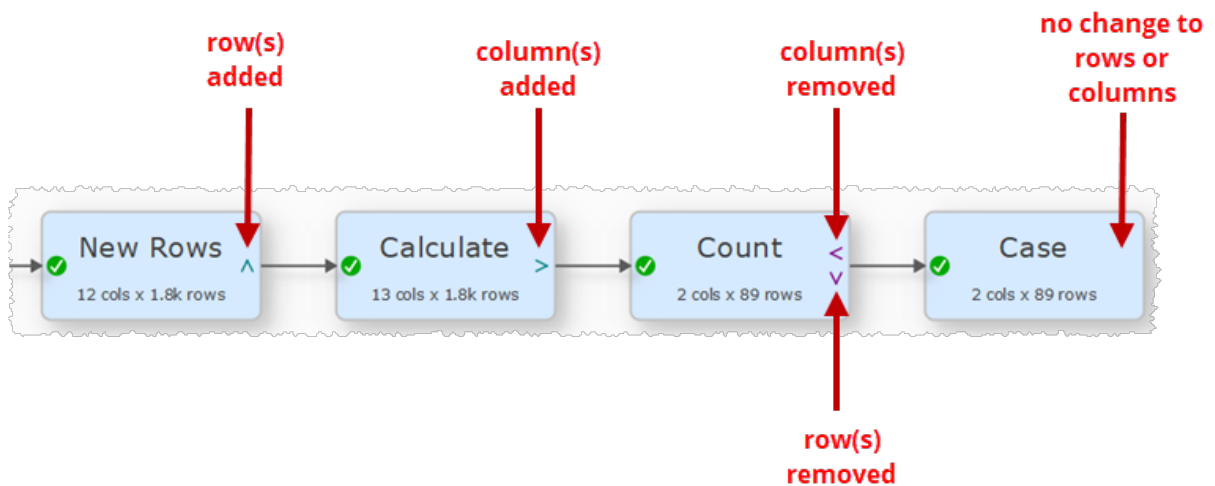 row(s)
added
column(s)
added
column(s)
removed
no change to
rows or
columns
New Rows
^
12 cols x 1.8k rows
Calculate
>
13 cols x 1.8k rows
Count
<
v
2 cols x 89 rows
Case
2 cols x 89 rows
row(s)
removed